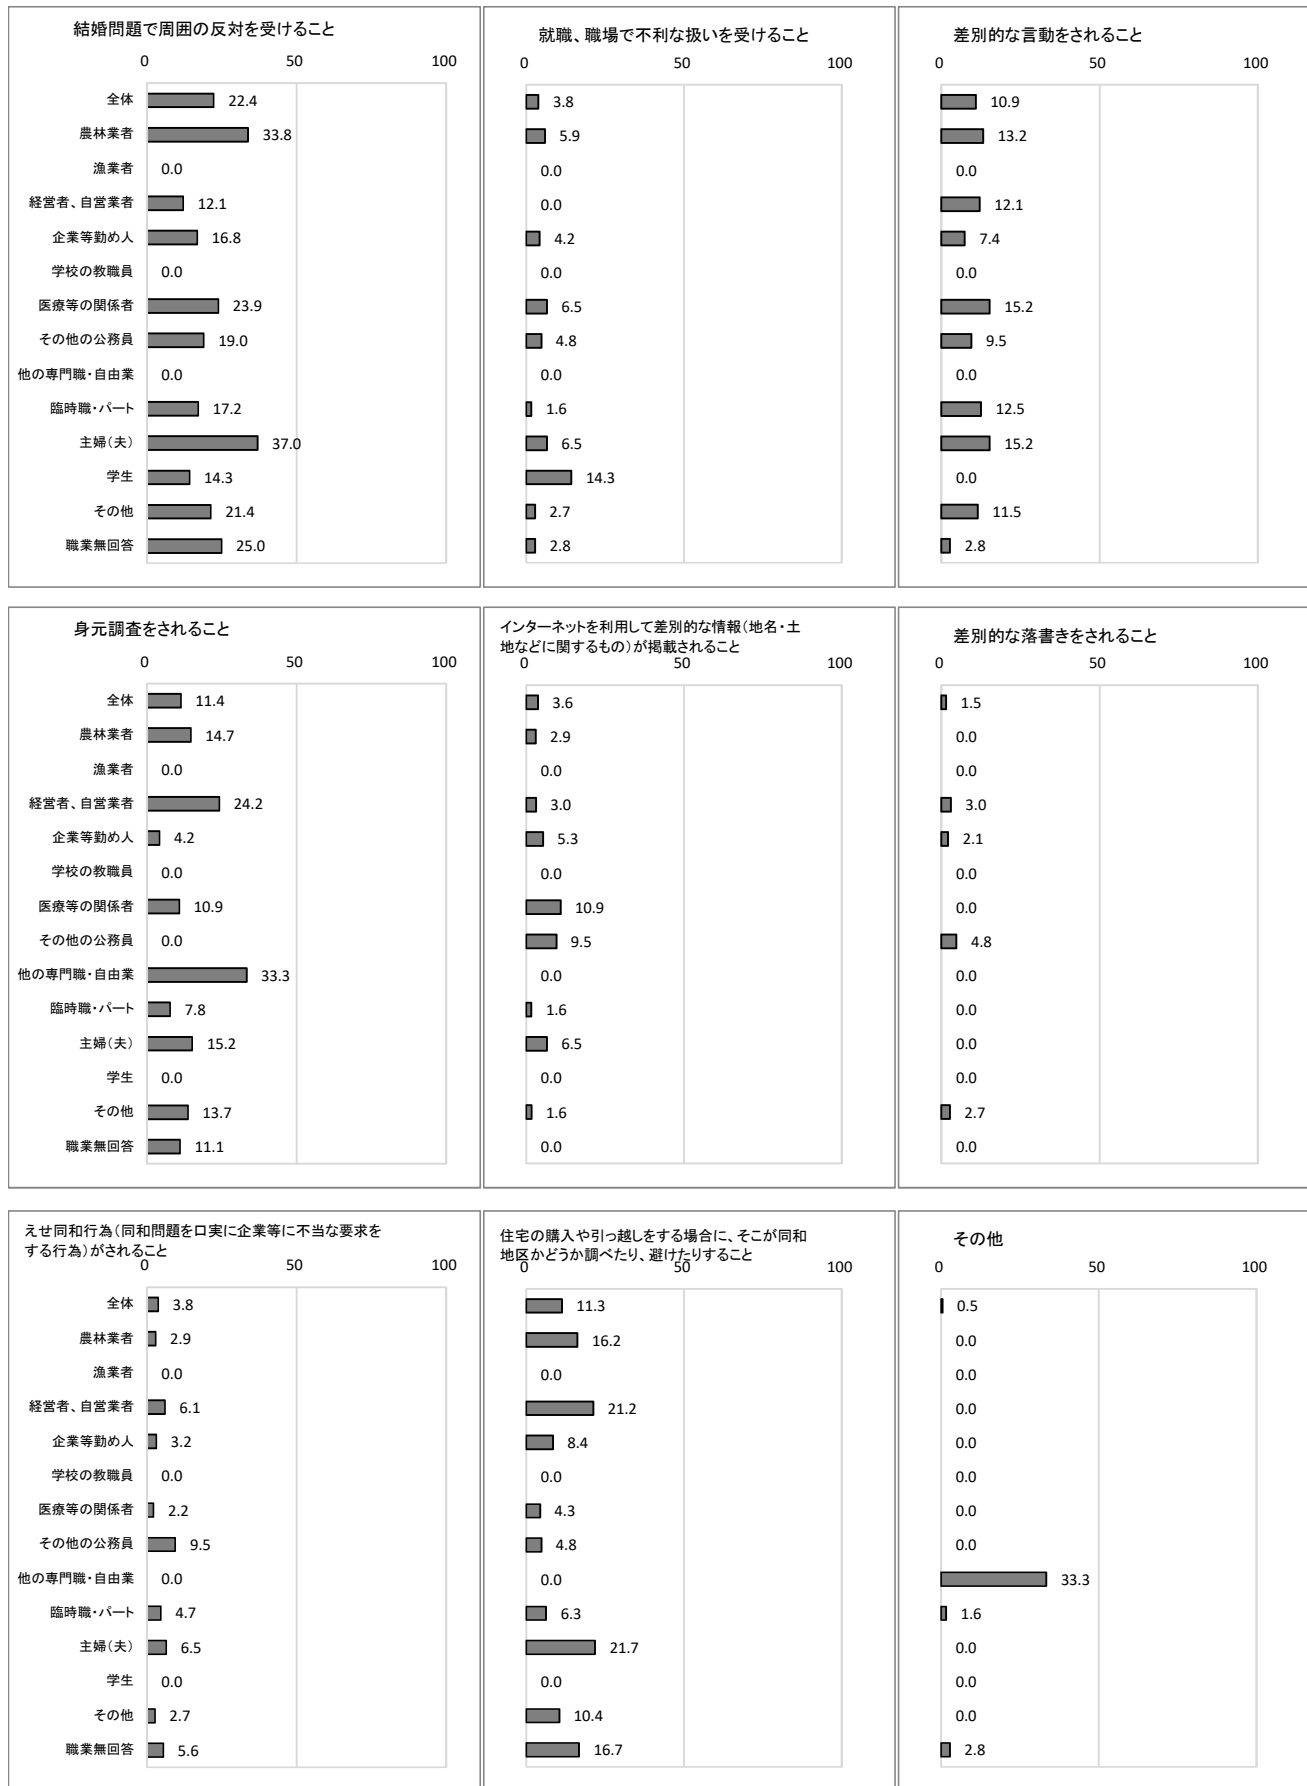 結婚問題で周囲の反対を受けること
0 50 100
全体 22.4
農林業者 33.8
漁業者 0.0
経営者、自営業者 12.1
企業等勤め人 16.8
学校の教職員 0.0
医療等の関係者 23.9
その他の公務員 19.0
他の専門職・自由業 0.0
臨時職・パート 17.2
主婦(夫) 37.0
学生 14.3
その他 21.4
職業無回答 25.0
就職、職場で不利な扱いを受けること
0 50 100
3.8
5.9
0.0
0.0
4.2
0.0
6.5
4.8
0.0
1.6
6.5
14.3
2.7
2.8
差別的な言動をされること
0 50 100
10.9
13.2
0.0
12.1
7.4
0.0
15.2
9.5
0.0
12.5
15.2
0.0
11.5
2.8
身元調査をされること
0 50 100
全体 11.4
農林業者 14.7
漁業者 0.0
経営者、自営業者 24.2
企業等勤め人 4.2
学校の教職員 0.0
医療等の関係者 10.9
その他の公務員 0.0
他の専門職・自由業 33.3
臨時職・パート 7.8
主婦(夫) 15.2
学生 0.0
その他 13.7
職業無回答 11.1
インターネットを利用して差別的な情報(地名・土
地などに関するもの)が掲載されること
0 50 100
3.6
2.9
0.0
3.0
5.3
0.0
10.9
9.5
0.0
1.6
6.5
0.0
1.6
0.0
差別的な落書きをされること
0 50 100
1.5
0.0
0.0
3.0
2.1
0.0
0.0
4.8
0.0
0.0
0.0
0.0
2.7
0.0
えせ同和行為(同和問題を口実に企業等に不当な要求を
する行為)がされること
0 50 100
全体 3.8
農林業者 2.9
漁業者 0.0
経営者、自営業者 6.1
企業等勤め人 3.2
学校の教職員 0.0
医療等の関係者 2.2
その他の公務員 9.5
他の専門職・自由業 0.0
臨時職・パート 4.7
主婦(夫) 6.5
学生 0.0
その他 2.7
職業無回答 5.6
住宅の購入や引っ越しをする場合に、そこが同和
地区かどうか調べたり、避けたりすること
0 50 100
11.3
16.2
0.0
21.2
8.4
0.0
4.3
4.8
0.0
6.3
21.7
0.0
10.4
16.7
その他
0 50 100
0.5
0.0
0.0
0.0
0.0
0.0
0.0
0.0
33.3
1.6
0.0
0.0
0.0
2.8